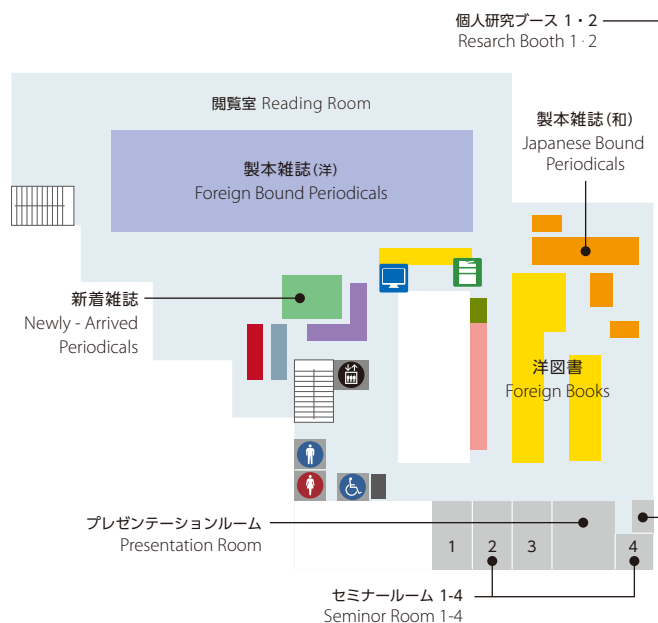 個人研究ブース 1・2
Resarch Booth 1·2
閲覧室 Reading Room
製本雑誌(和)
Japanese Bound
Periodicals
製本雑誌(洋)
Foreign Bound Periodicals
新着雑誌
Newly - Arrived
Periodicals
洋図書
Foreign Books
プレゼンテーションルーム
Presentation Room
1
2
3
4
セミナールーム 1-4
Seminor Room 1-4